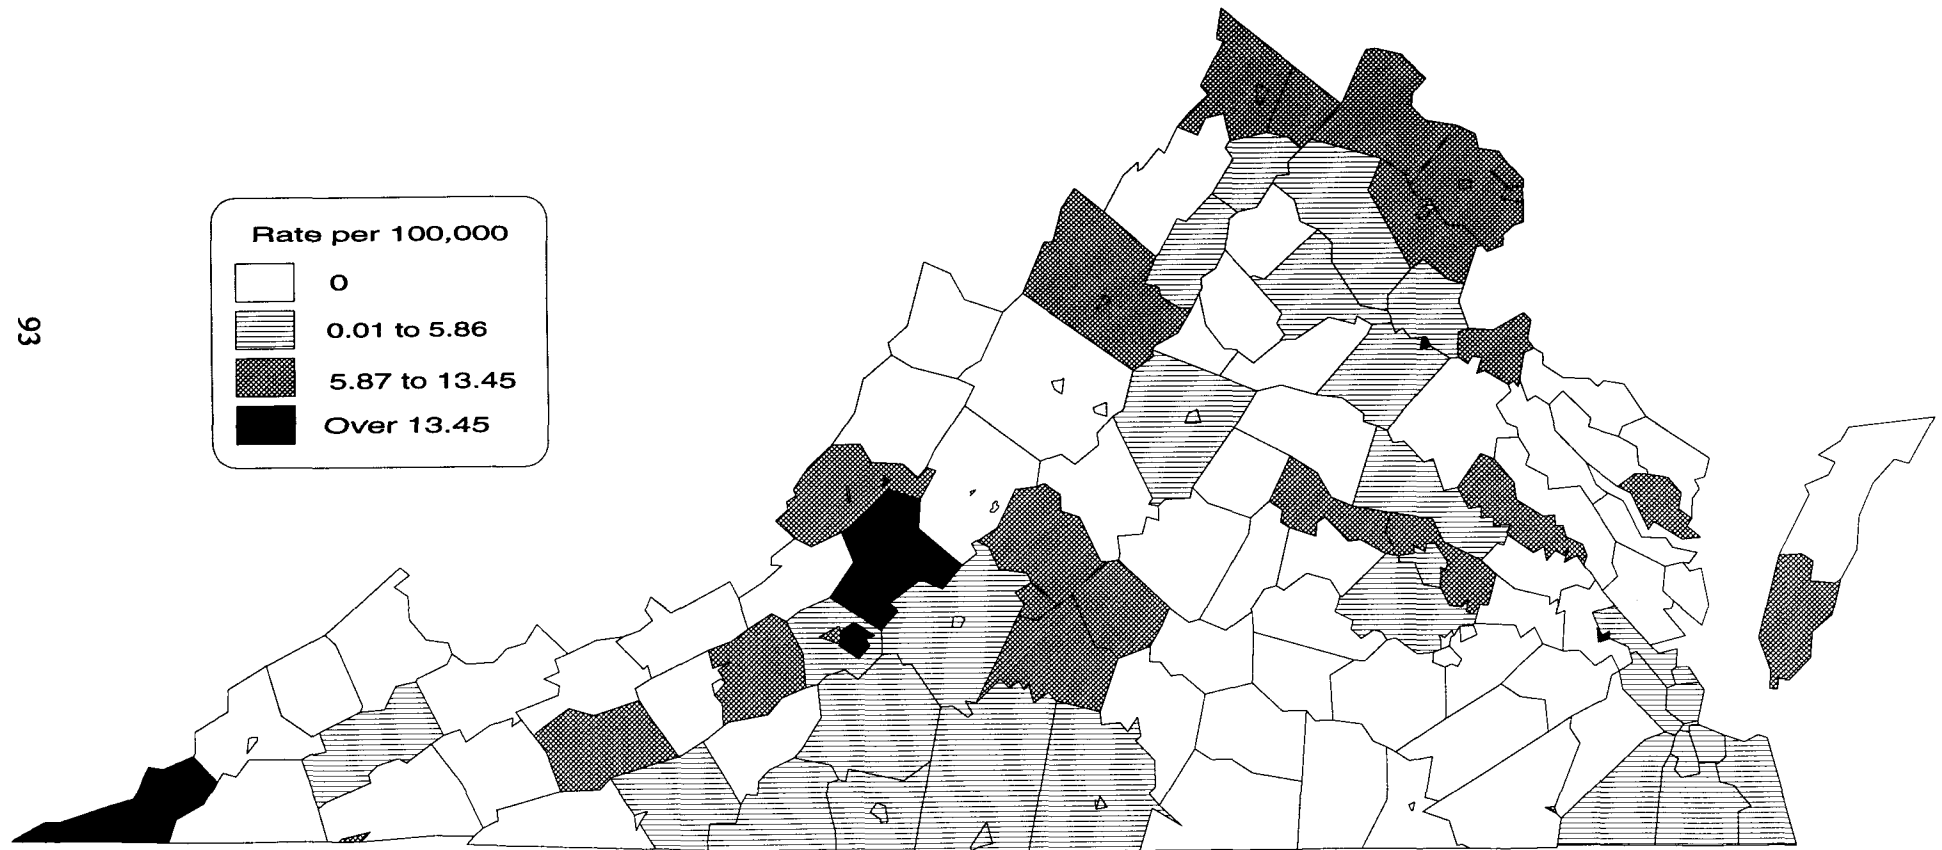 93
Rate per 100,000
0
0.01 to 5.86
5.87 to 13.45
Over 13.45